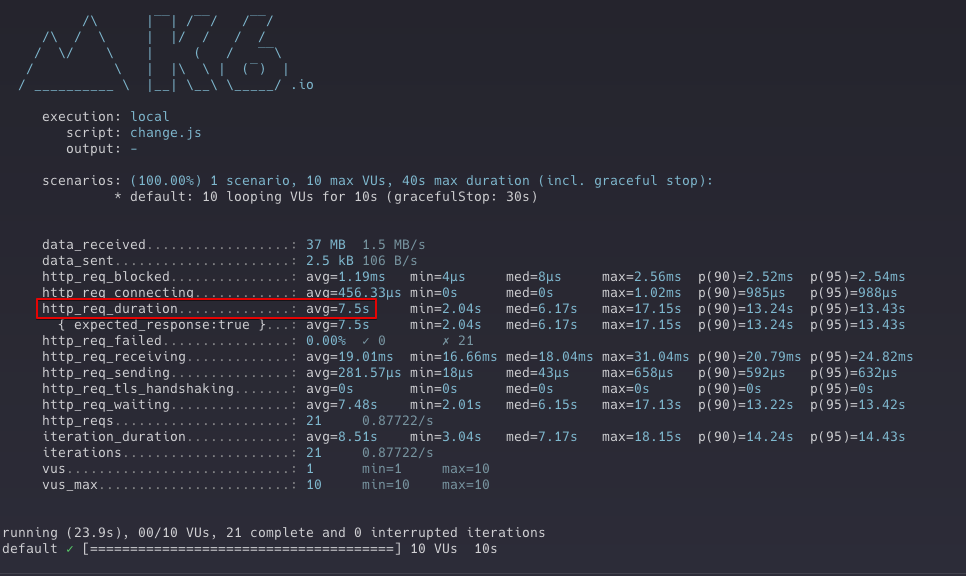 /\      |‾‾| /‾‾/   /‾‾/
/\  /  \     |  |/  /   /  /
/  \/    \    |     (   /   ‾‾\
/          \   |  |\  \ |  (‾)  |
/ __________ \  |__| \__\ \_____/ .io
execution: local
script: change.js
output: -
scenarios: (100.00%) 1 scenario, 10 max VUs, 40s max duration (incl. graceful stop):
* default: 10 looping VUs for 10s (gracefulStop: 30s)
data_received..................: 37 MB  1.5 MB/s
data_sent......................: 2.5 kB 106 B/s
http_req_blocked...............: avg=1.19ms   min=4µs     med=8µs     max=2.56ms  p(90)=2.52ms  p(95)=2.54ms
http_req_connecting............: avg=456.33µs min=0s      med=0s      max=1.02ms  p(90)=985µs   p(95)=988µs
http_req_duration..............: avg=7.5s     min=2.04s   med=6.17s   max=17.15s  p(90)=13.24s  p(95)=13.43s
{ expected_response:true }...: avg=7.5s     min=2.04s   med=6.17s   max=17.15s  p(90)=13.24s  p(95)=13.43s
http_req_failed................: 0.00%  ✓ 0       ✗ 21
http_req_receiving.............: avg=19.01ms  min=16.66ms med=18.04ms max=31.04ms p(90)=20.79ms p(95)=24.82ms
http_req_sending...............: avg=281.57µs min=18µs    med=43µs    max=658µs   p(90)=592µs   p(95)=632µs
http_req_tls_handshaking.......: avg=0s       min=0s      med=0s      max=0s      p(90)=0s      p(95)=0s
http_req_waiting...............: avg=7.48s    min=2.01s   med=6.15s   max=17.13s  p(90)=13.22s  p(95)=13.42s
http_reqs......................: 21     0.87722/s
iteration_duration.............: avg=8.51s    min=3.04s   med=7.17s   max=18.15s  p(90)=14.24s  p(95)=14.43s
iterations.....................: 21     0.87722/s
vus............................: 1      min=1     max=10
vus_max........................: 10     min=10    max=10
running (23.9s), 00/10 VUs, 21 complete and 0 interrupted iterations
default ✓ [======================================] 10 VUs  10s